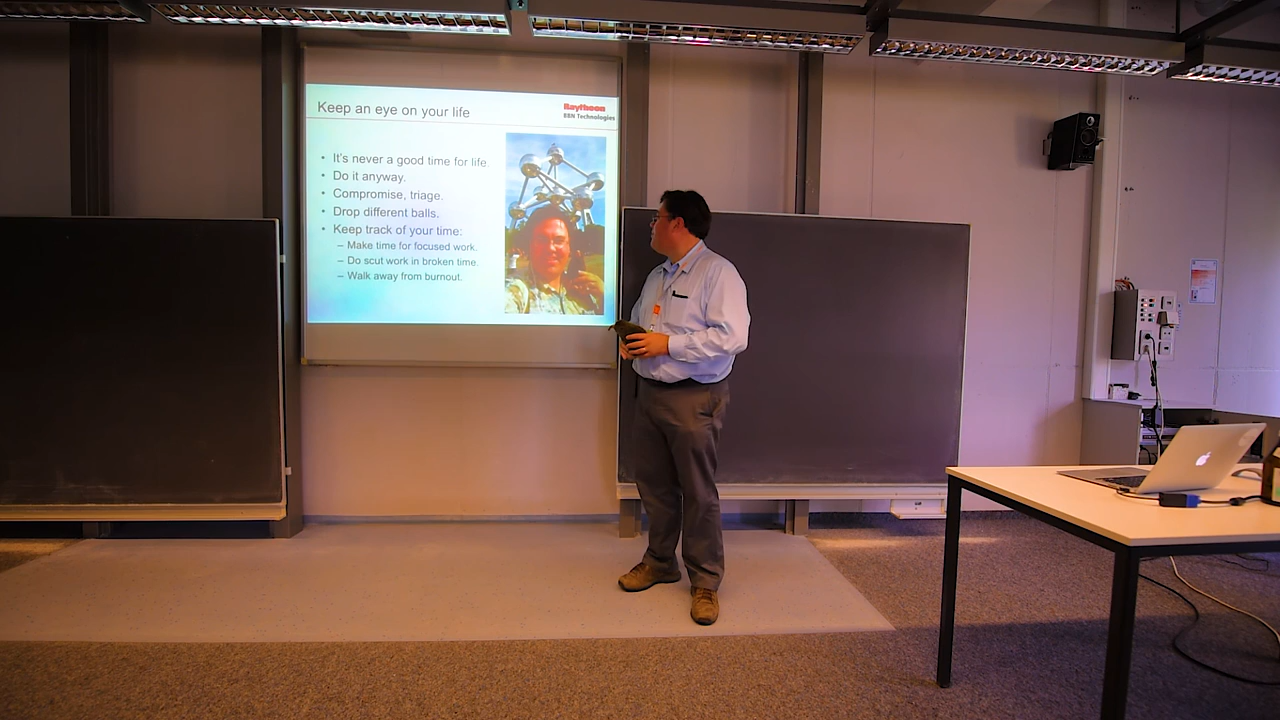 Keep an eye on your life
Raytheon
BBN Technologies
• It's never a good time for life.
• Do it anyway.
• Compromise, triage.
• Drop different balls.
• Keep track of your time:
– Make time for focused work.
– Do scut work in broken time.
– Walk away from burnout.